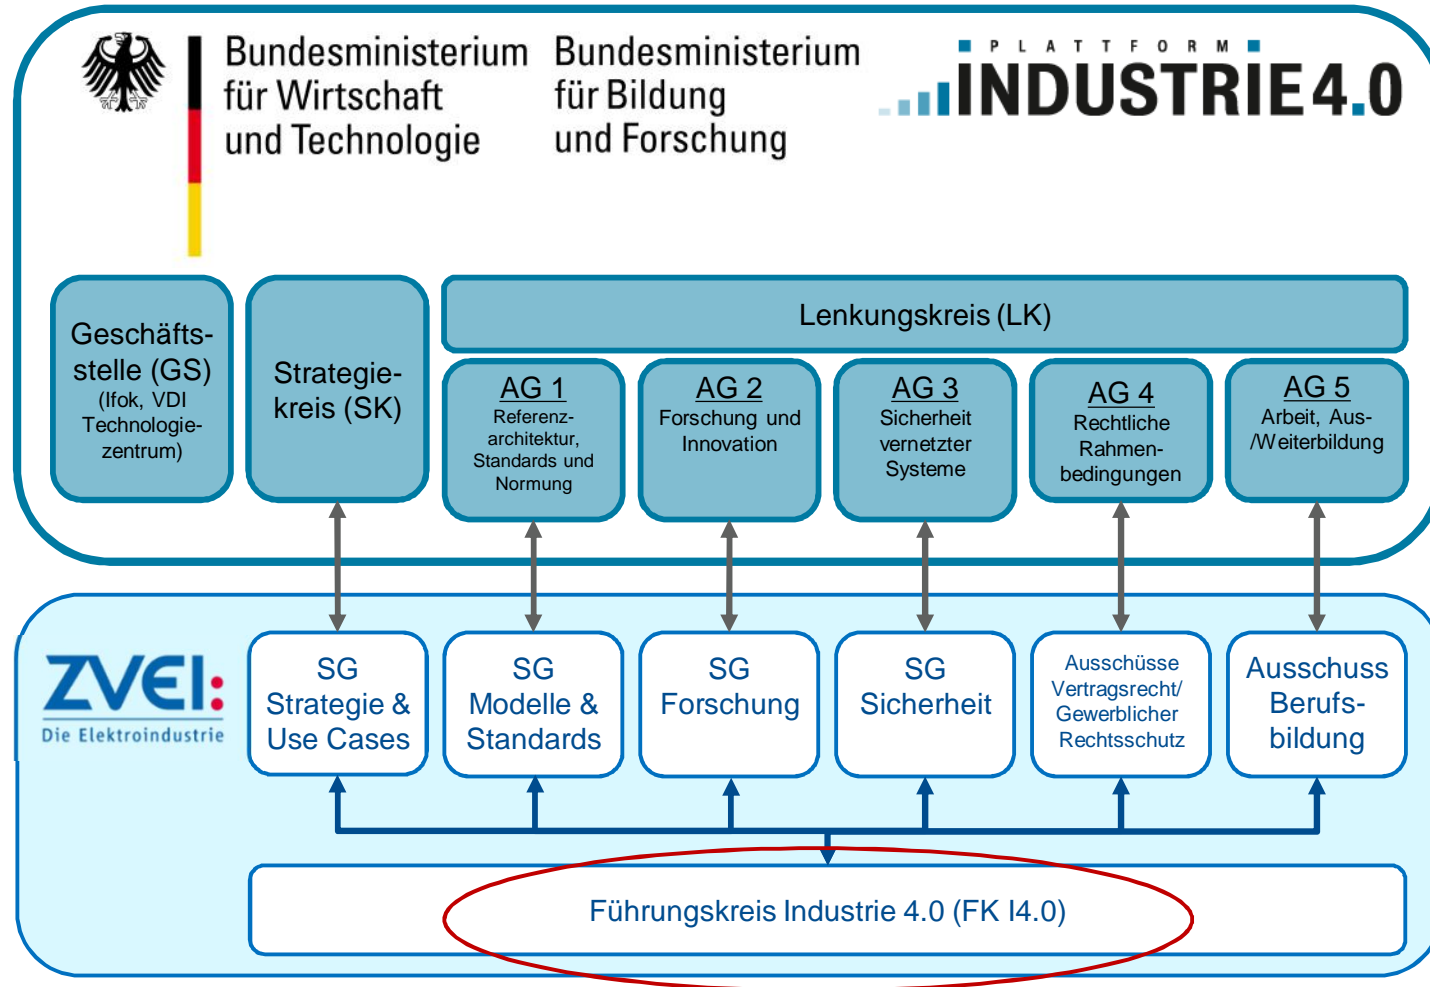 Bundesministerium
für Wirtschaft
und Technologie
Bundesministerium
für Bildung
und Forschung
PLATTFORM
INDUSTRIE4.0
Geschäfts-
stelle (GS)
(Ifok, VDI
Technologie-
zentrum)
Strategie-
kreis (SK)
Lenkungskreis (LK)
AG 1
Referenz-
architektur,
Standards und
Normung
AG 2
Forschung und
Innovation
AG 3
Sicherheit
vernetzter
Systeme
AG 4
Rechtliche
Rahmen-
bedingungen
AG 5
Arbeit, Aus-
/Weiterbildung
ZVEI:
Die Elektroindustrie
SG
Strategie &
Use Cases
SG
Modelle &
Standards
SG
Forschung
SG
Sicherheit
Ausschüsse
Vertragsrecht/
Gewerblicher
Rechtsschutz
Ausschuss
Berufs-
bildung
Führungskreis Industrie 4.0 (FK I4.0)